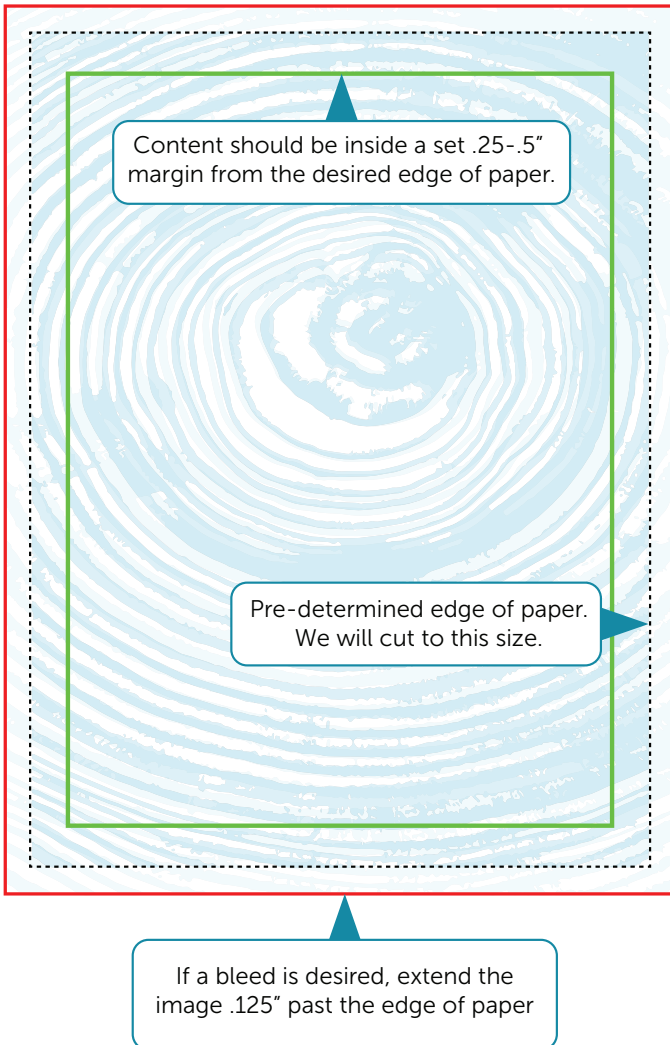 Content should be inside a set .25-.5"
margin from the desired edge of paper.
Pre-determined edge of paper.
We will cut to this size.
If a bleed is desired, extend the
image .125" past the edge of paper